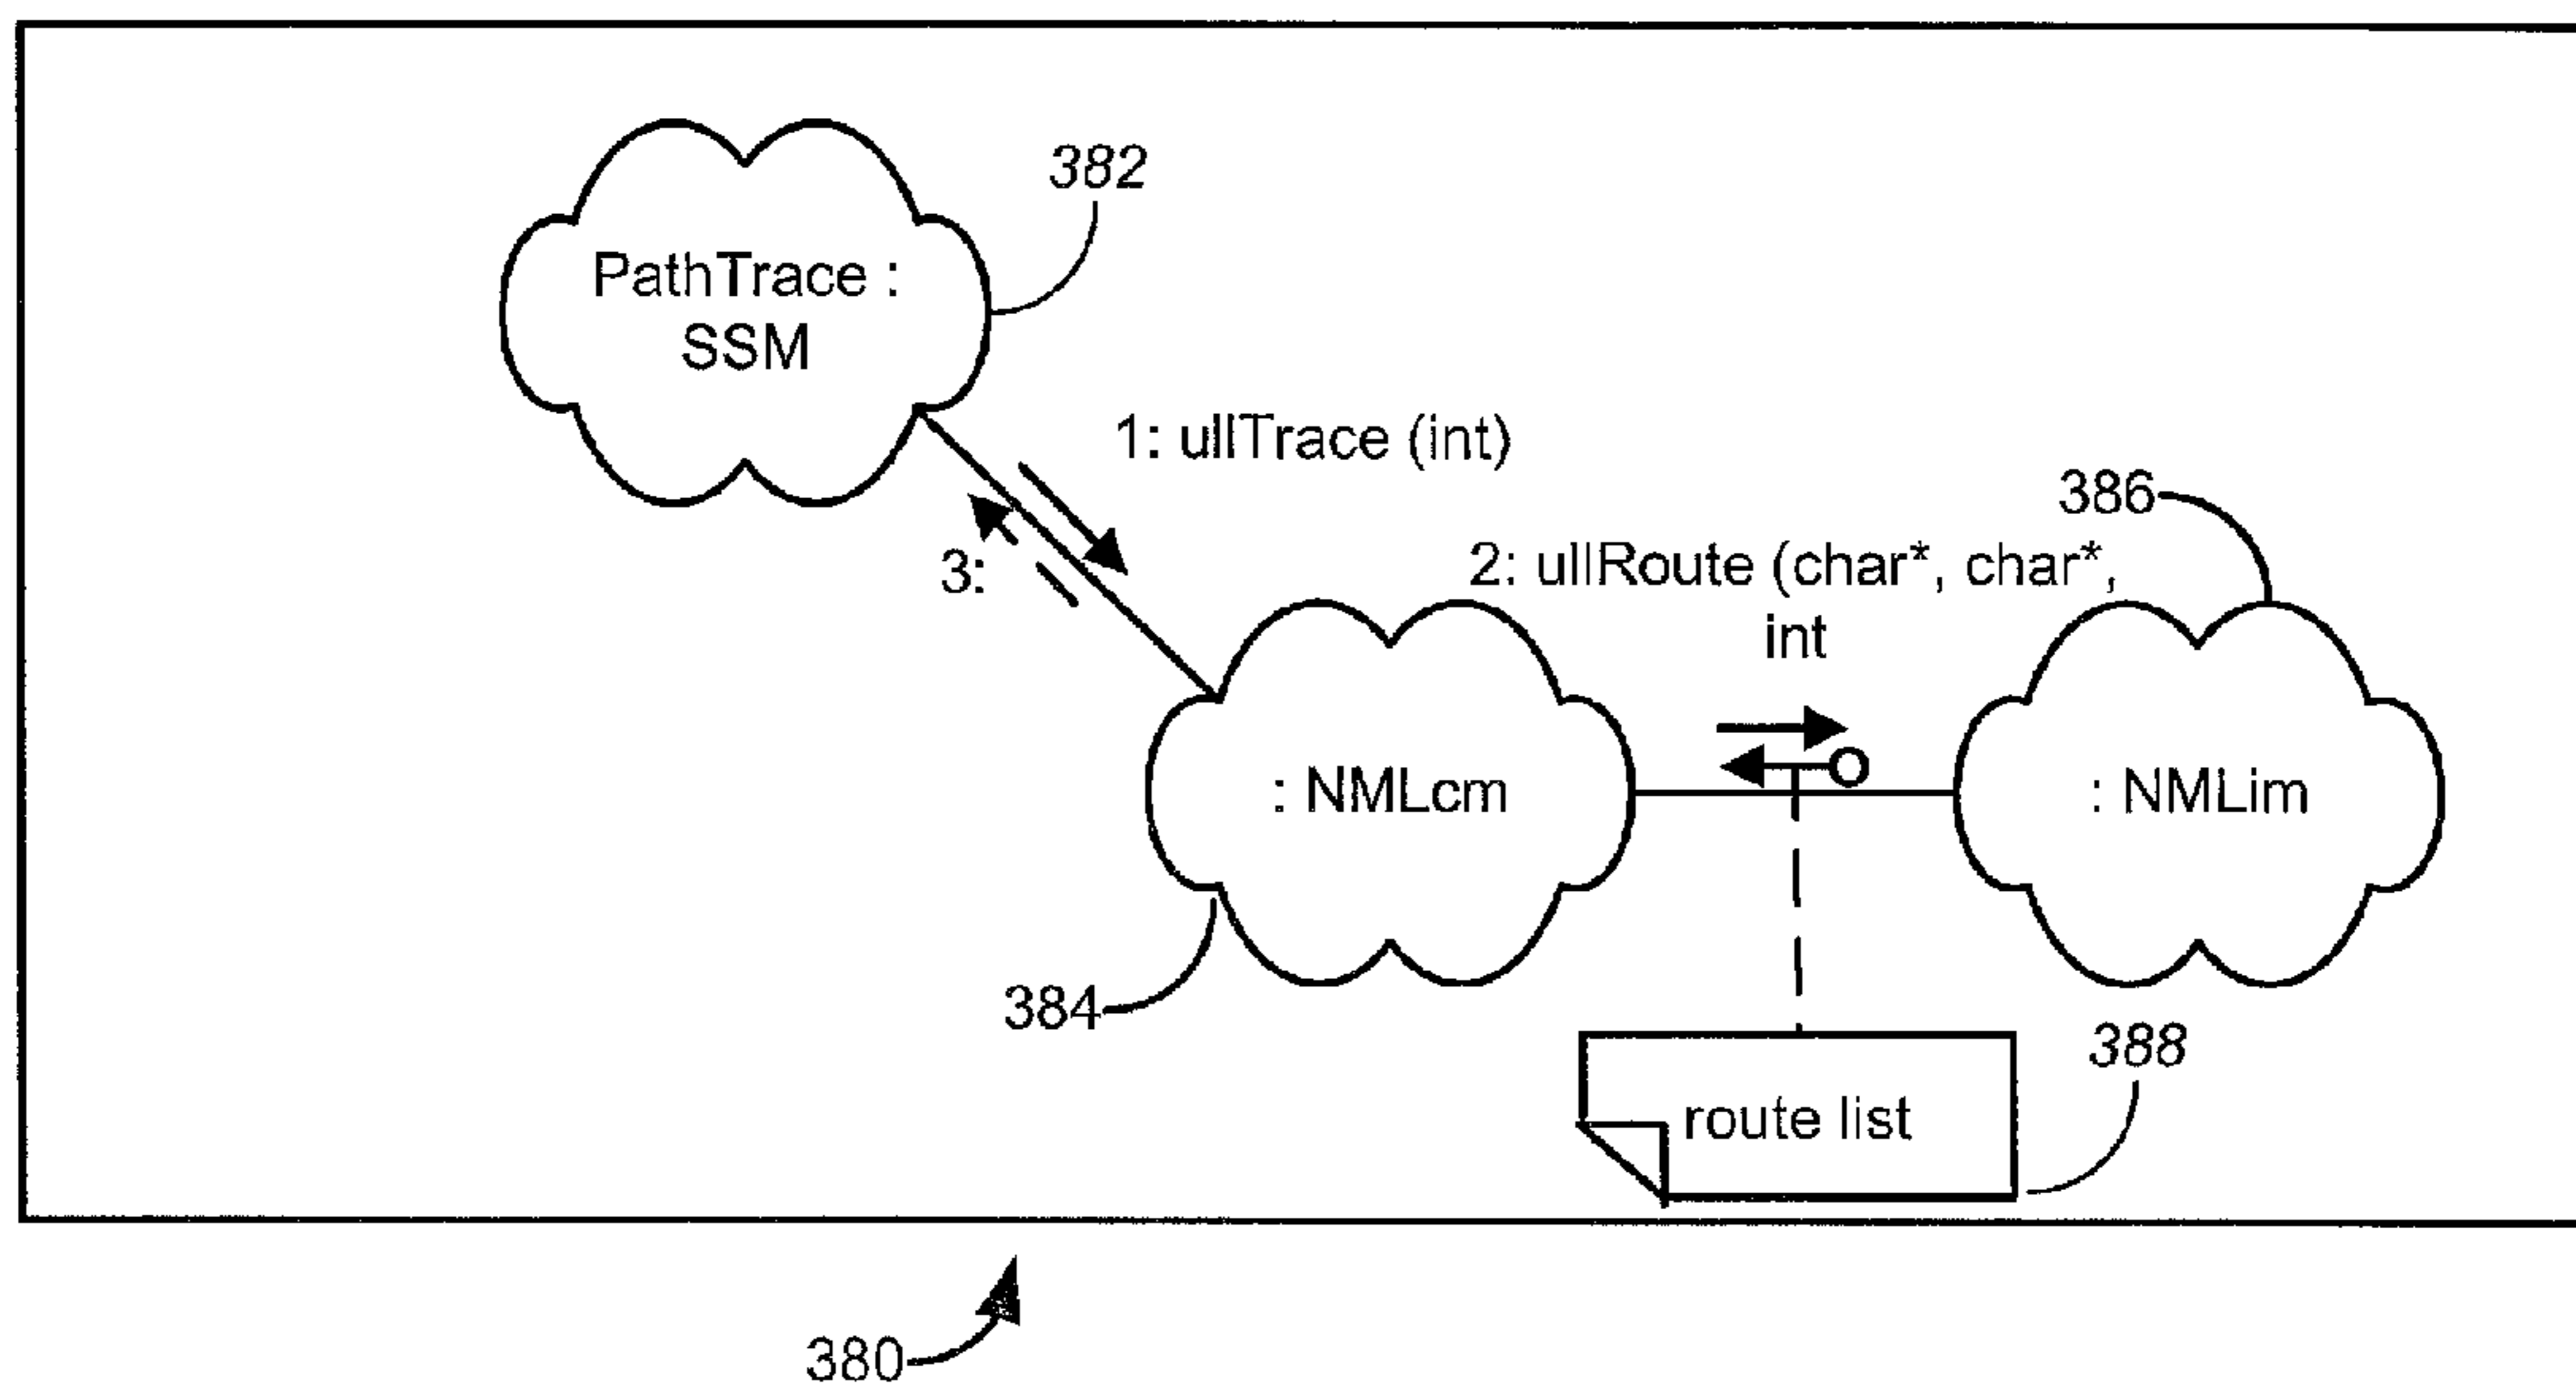 382
PathTrace :
SSM
1: ullTrace (int)
386
3:
2: ullRoute (char*, char*,
int
: NMLcm
: NMLim
384
388
route list
380